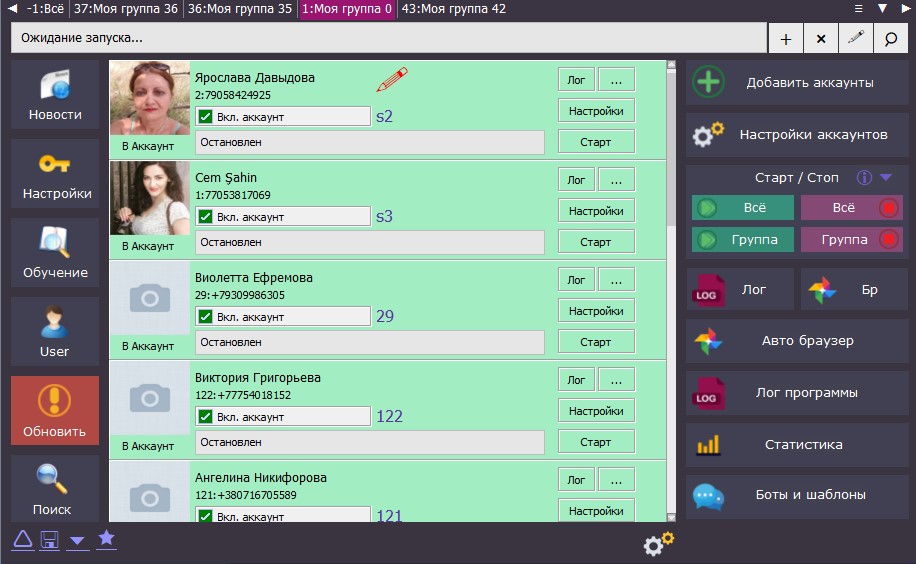 -1:Всё 37:Моя группа 36 36:Моя группа 35 1:Моя группа 0 43:Моя группа 42
Ожидание запуска...
Новости
Настройки
Обучение
User
Обновить
Поиск
Ярослава Давыдова
2:79058424925
Вкл. аккаунт s2
Остановлен
В Аккаунт
Лог ...
Настройки
Старт
Cem Şahin
1:77053817069
Вкл. аккаунт s3
Остановлен
В Аккаунт
Лог ...
Настройки
Старт
Виолетта Ефремова
29:+79309986305
Вкл. аккаунт 29
Остановлен
В Аккаунт
Лог ...
Настройки
Старт
Виктория Григорьева
122:+77754018152
Вкл. аккаунт 122
Остановлен
В Аккаунт
Лог ...
Настройки
Старт
Ангелина Никифорова
121:+380716705589
Вкл. аккаунт 121
Лог ...
Настройки
Добавить аккаунты
Настройки аккаунтов
Старт / Стоп
Всё Всё
Группа Группа
LOG Лог Бр
Авто браузер
LOG Лог программы
Статистика
Боты и шаблоны